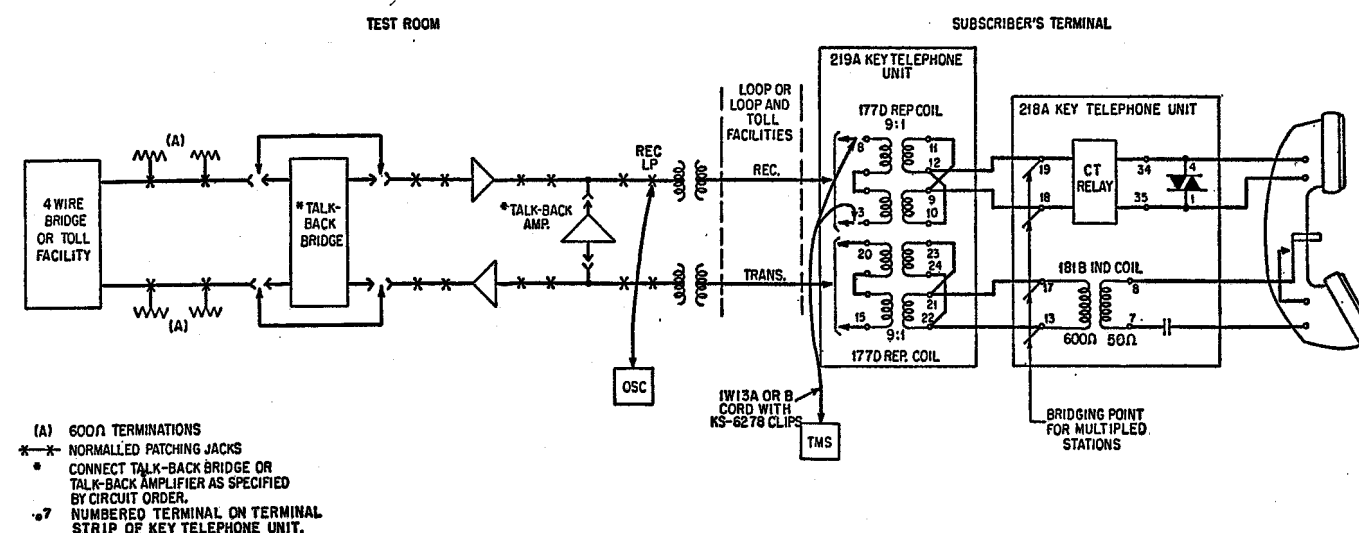 TEST ROOM
SUBSCRIBER'S TERMINAL
4 WIRE
BRIDGE
OR TOLL
FACILITY
(A)
(A)
*TALK-
BACK
BRIDGE
*TALK-BACK
AMP.
REC
LP
OSC
LOOP OR
LOOP AND
TOLL
FACILITIES
REC.
TRANS.
219A KEY TELEPHONE
UNIT
177D REP COIL
9:1
8
11
12
9
3
10
20
23
24
21
15
22
9:1
177D REP. COIL
1W13A OR B
CORD WITH
KS-6278 CLIPS
TMS
218A KEY TELEPHONE UNIT
19
CT
RELAY
34
4
18
35
1
181B IND COIL
17
8
13
7
600Ω 50Ω
BRIDGING POINT
FOR MULTIPLED
STATIONS
(A) 600Ω TERMINATIONS
NORMALLED PATCHING JACKS
* CONNECT TALK-BACK BRIDGE OR
TALK-BACK AMPLIFIER AS SPECIFIED
BY CIRCUIT ORDER.
7 NUMBERED TERMINAL ON TERMINAL
STRIP OF KEY TELEPHONE UNIT.